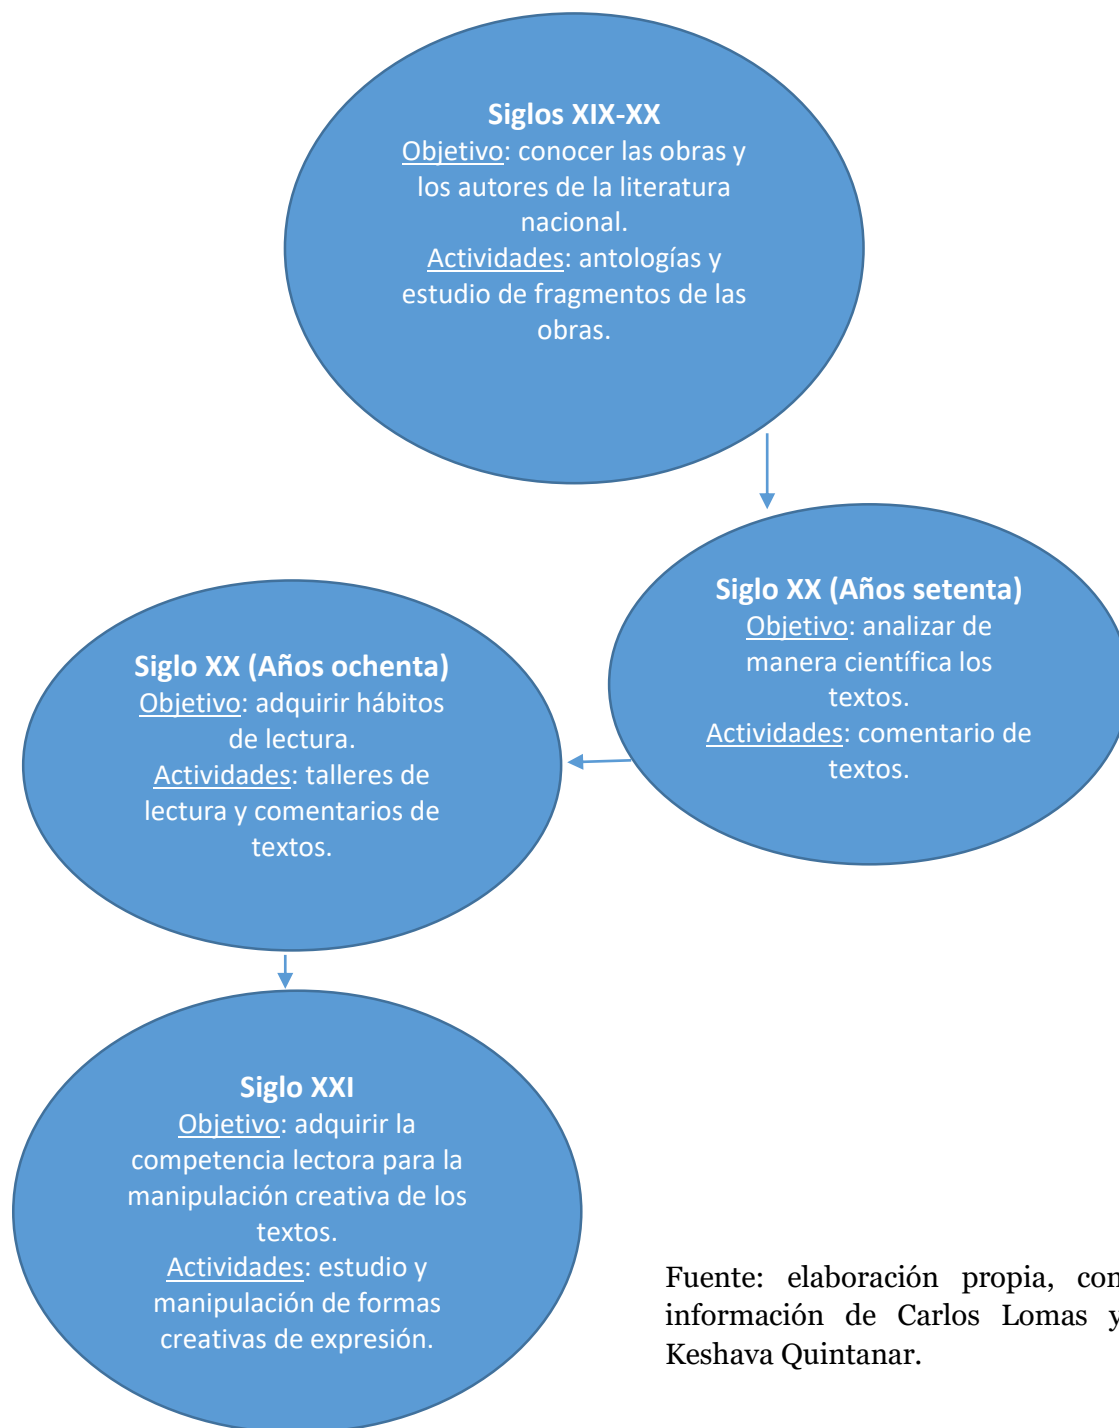 Siglos XIX-XX
Objetivo: conocer las obras y
los autores de la literatura
nacional.
Actividades: antologías y
estudio de fragmentos de las
obras.
Siglo XX (Años setenta)
Objetivo: analizar de
manera científica los
textos.
Actividades: comentario de
textos.
Siglo XX (Años ochenta)
Objetivo: adquirir hábitos
de lectura.
Actividades: talleres de
lectura y comentarios de
textos.
Siglo XXI
Objetivo: adquirir la
competencia lectora para la
manipulación creativa de los
textos.
Actividades: estudio y
manipulación de formas
creativas de expresión.
Fuente: elaboración propia, con
información de Carlos Lomas y
Keshava Quintanar.